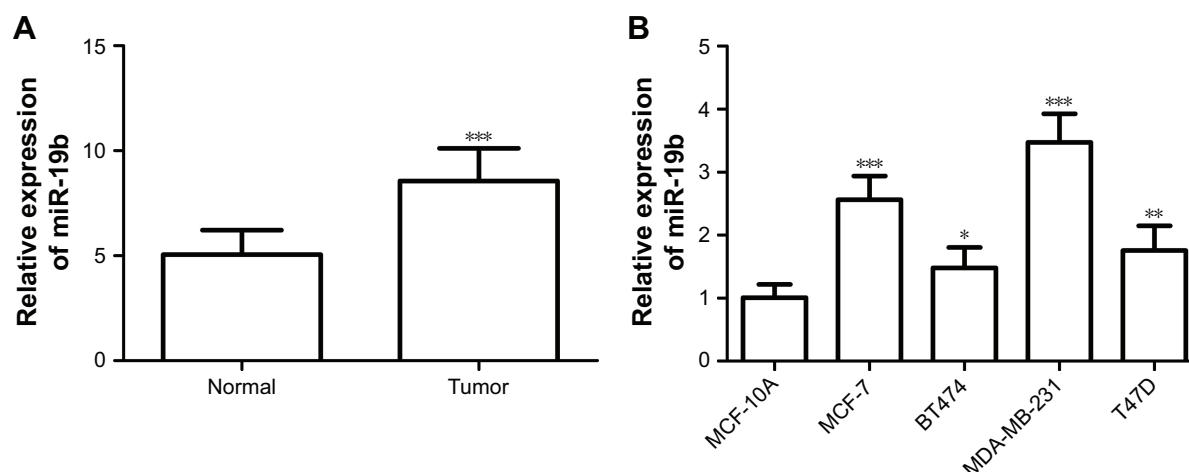 A
Relative expression
of miR-19b
15
10
5
0
***
Normal
Tumor
B
Relative expression
of miR-19b
5
4
3
2
1
0
***
*
***
**
MCF-10A
MCF-7
BT474
MDA-MB-231
T47D